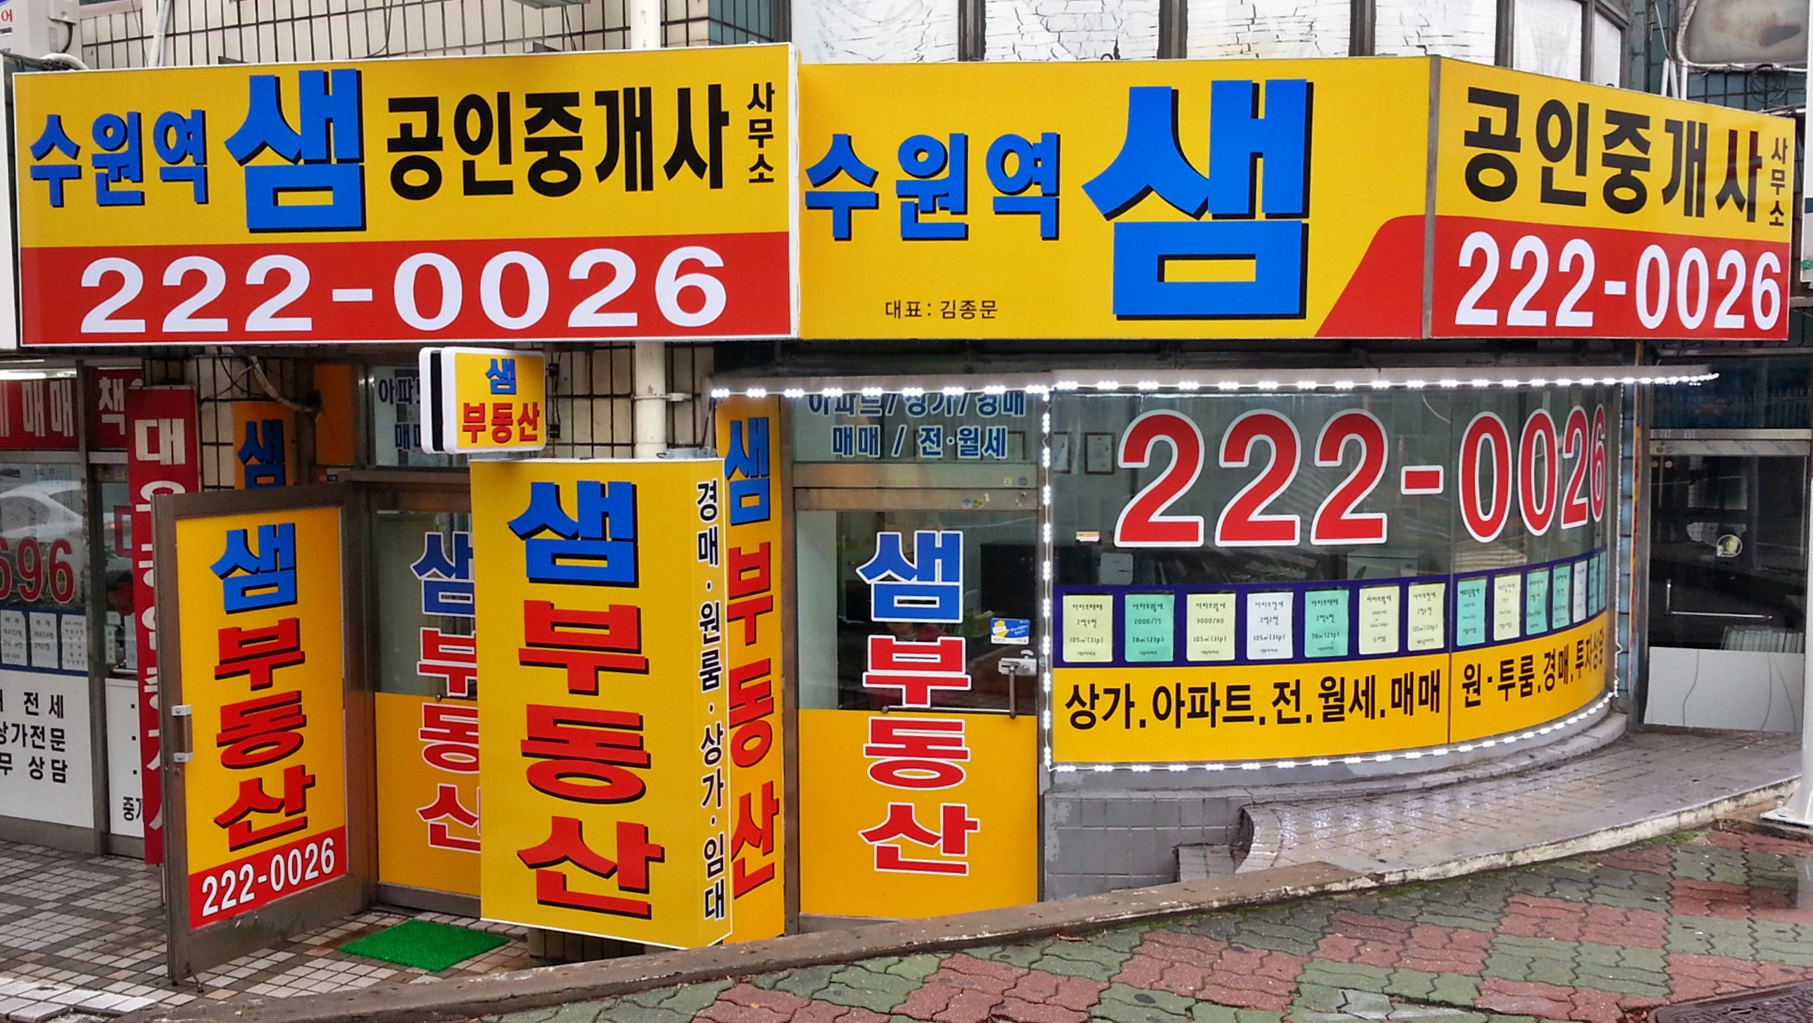 수원역 샘 공인중개사 사무소
222-0026
수원역 샘
대표: 김종문
공인중개사 사무소
222-0026
샘
부동산
매매
책
샘
아파트/상가/경매
매매 / 전·월세
222-0026
샘
부동산
222-0026
샘
부동산
샘
부동산
경매·원룸·상가·임대
샘
부동산
샘
부동산
696
전세
상가전문
상담
상가.아파트.전.월세.매매
원·투룸.경매.투자상담